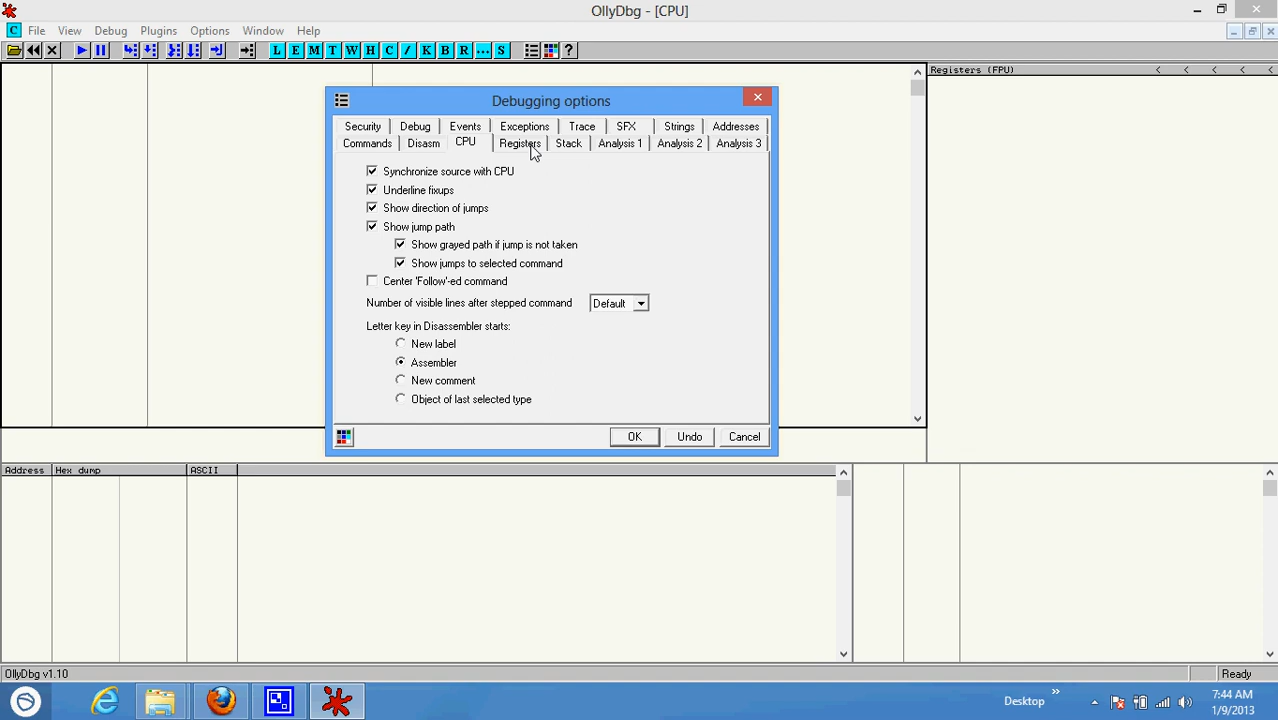 OllyDbg - [CPU]
C File View Debug Plugins Options Window Help
L E M T W H C / K B R ... S ?
Registers (FPU) < < < < <
Debugging options
Security Debug Events Exceptions Trace SFX Strings Addresses
Commands Disasm CPU Registers Stack Analysis 1 Analysis 2 Analysis 3
Synchronize source with CPU
Underline fixups
Show direction of jumps
Show jump path
Show grayed path if jump is not taken
Show jumps to selected command
Center 'Follow'-ed command
Number of visible lines after stepped command Default
Letter key in Disassembler starts:
New label
Assembler
New comment
Object of last selected type
OK Undo Cancel
Address Hex dump ASCII
OllyDbg v1.10 Ready
Desktop » 7:44 AM
1/9/2013